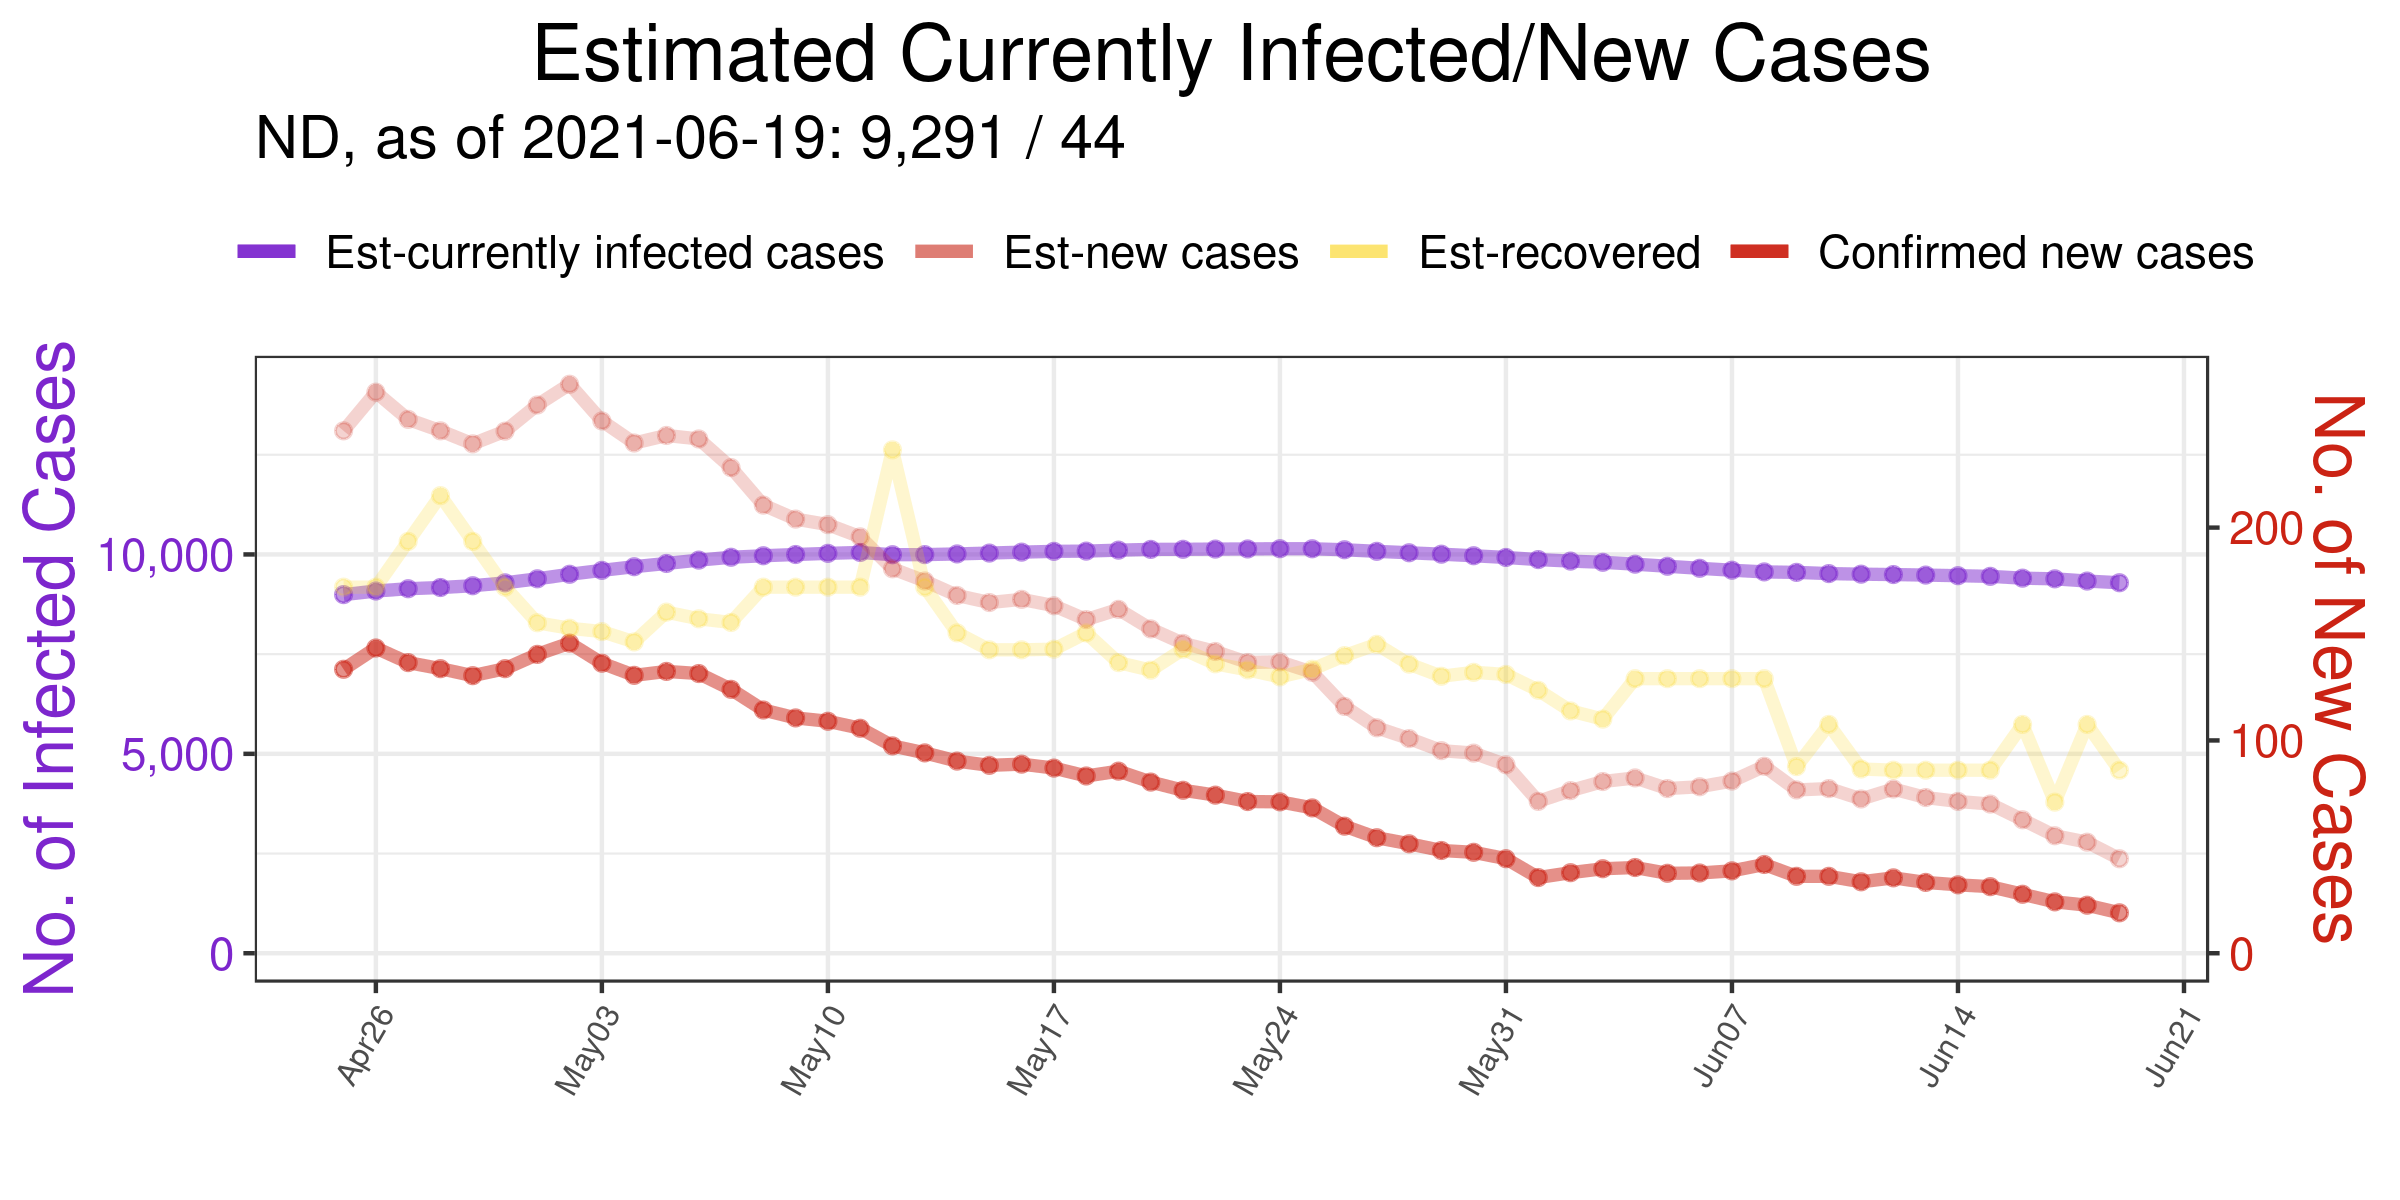 Estimated Currently Infected/New Cases
ND, as of 2021-06-19: 9,291 / 44
Est-currently infected cases Est-new cases Est-recovered Confirmed new cases
No. of Infected Cases
10,000
5,000
0
No. of New Cases
200
100
0
Apr26 May03 May10 May17 May24 May31 Jun07 Jun14 Jun21